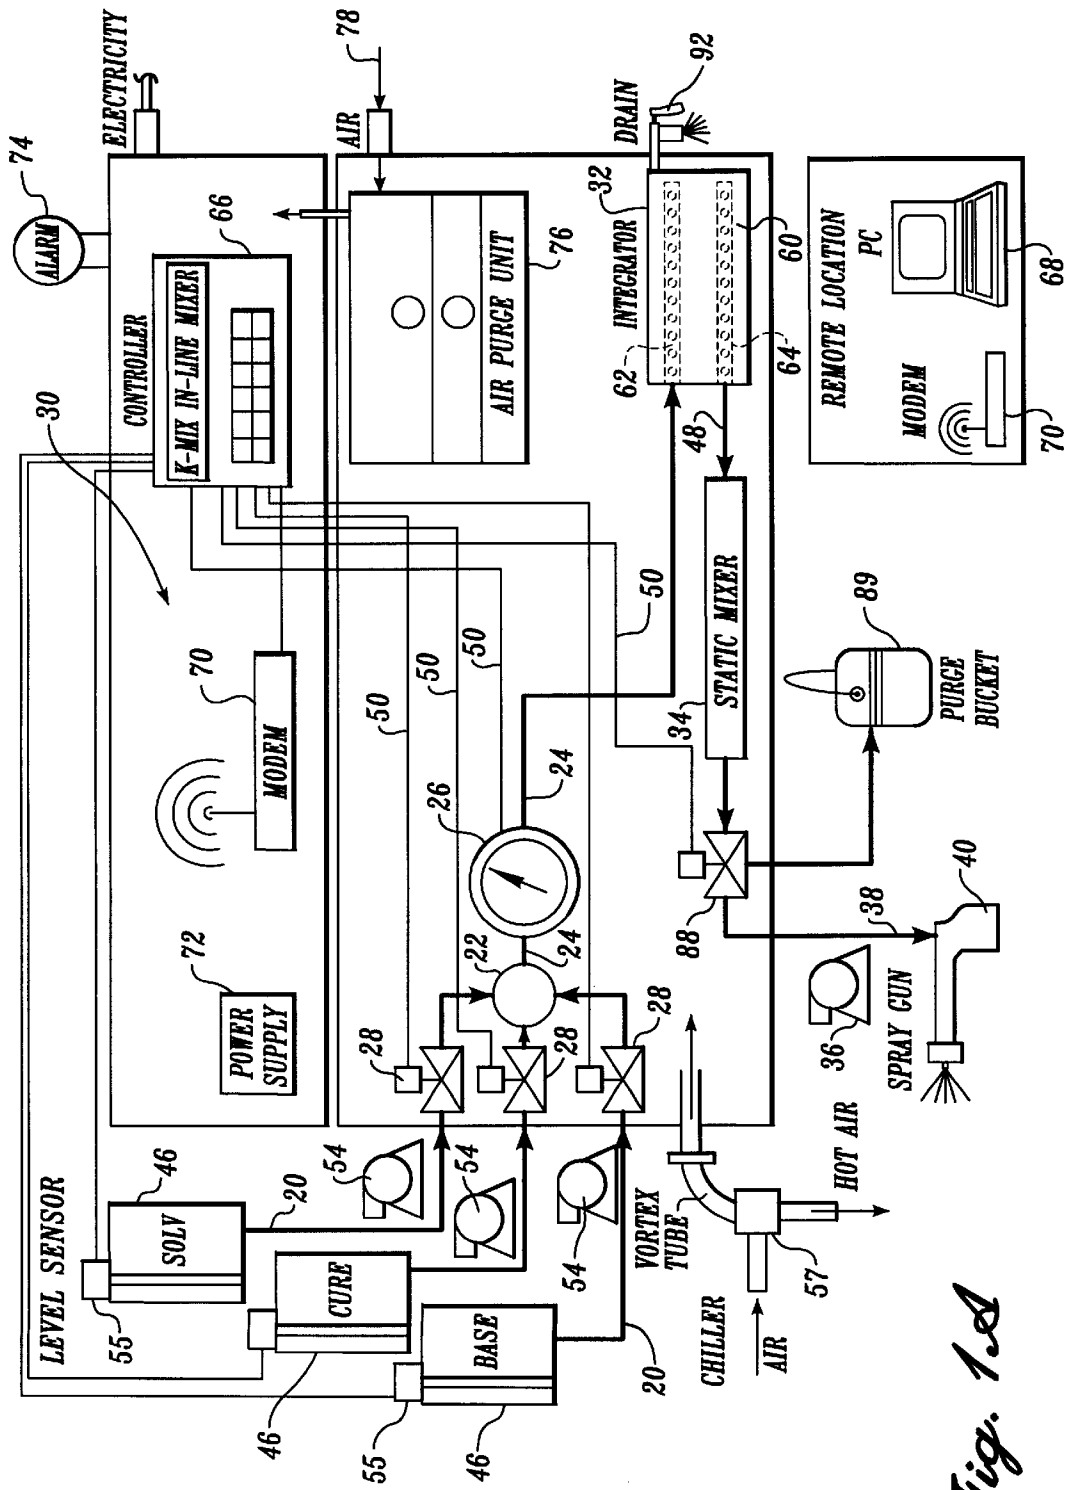 LEVEL SENSOR
55
SOLV
46
20
CURE
46
55
BASE
46
20
54
54
54
CHILLER
AIR
VORTEX
TUBE
57
HOT AIR
72
POWER
SUPPLY
70
MODEM
30
CONTROLLER
K-MIX IN-LINE MIXER
66
ALARM
74
ELECTRICITY
AIR
78
AIR PURGE UNIT
76
28
28
28
22
24
26
24
50
50
50
50
INTEGRATOR
32
62
64
60
DRAIN
92
48
34
STATIC MIXER
88
38
36
SPRAY GUN
40
89
PURGE
BUCKET
REMOTE LOCATION
MODEM
70
PC
68
Fig. 1A